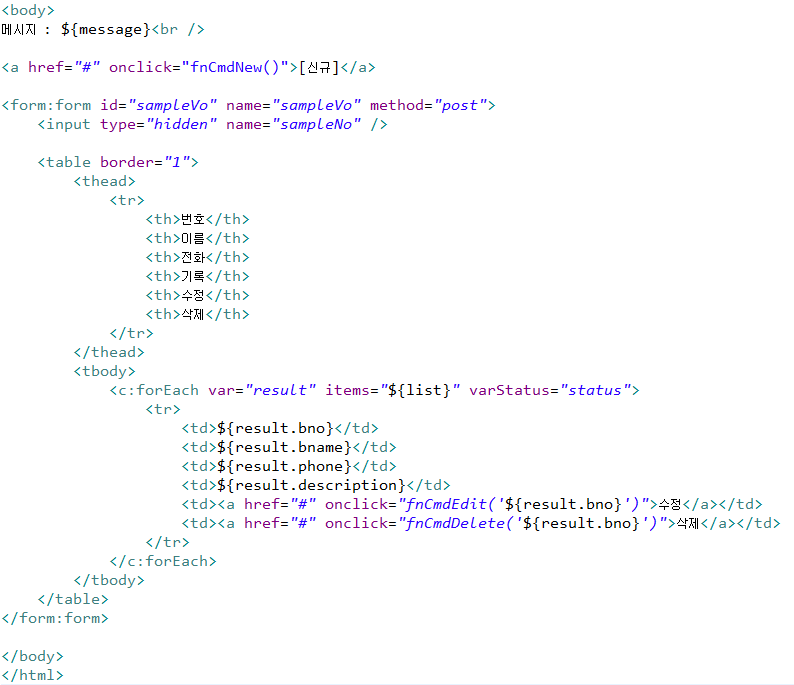 <body>
메시지 : ${message}<br />
<a href="#" onclick="fnCmdNew()">[신규]</a>
<form:form id="sampleVo" name="sampleVo" method="post">
<input type="hidden" name="sampleNo" />
<table border="1">
<thead>
<tr>
<th>번호</th>
<th>이름</th>
<th>전화</th>
<th>기록</th>
<th>수정</th>
<th>삭제</th>
</tr>
</thead>
<tbody>
<c:forEach var="result" items="${list}" varStatus="status">
<tr>
<td>${result.bno}</td>
<td>${result.bname}</td>
<td>${result.phone}</td>
<td>${result.description}</td>
<td><a href="#" onclick="fnCmdEdit('${result.bno}')">수정</a></td>
<td><a href="#" onclick="fnCmdDelete('${result.bno}')">삭제</a></td>
</tr>
</c:forEach>
</tbody>
</table>
</form:form>
</body>
</html>